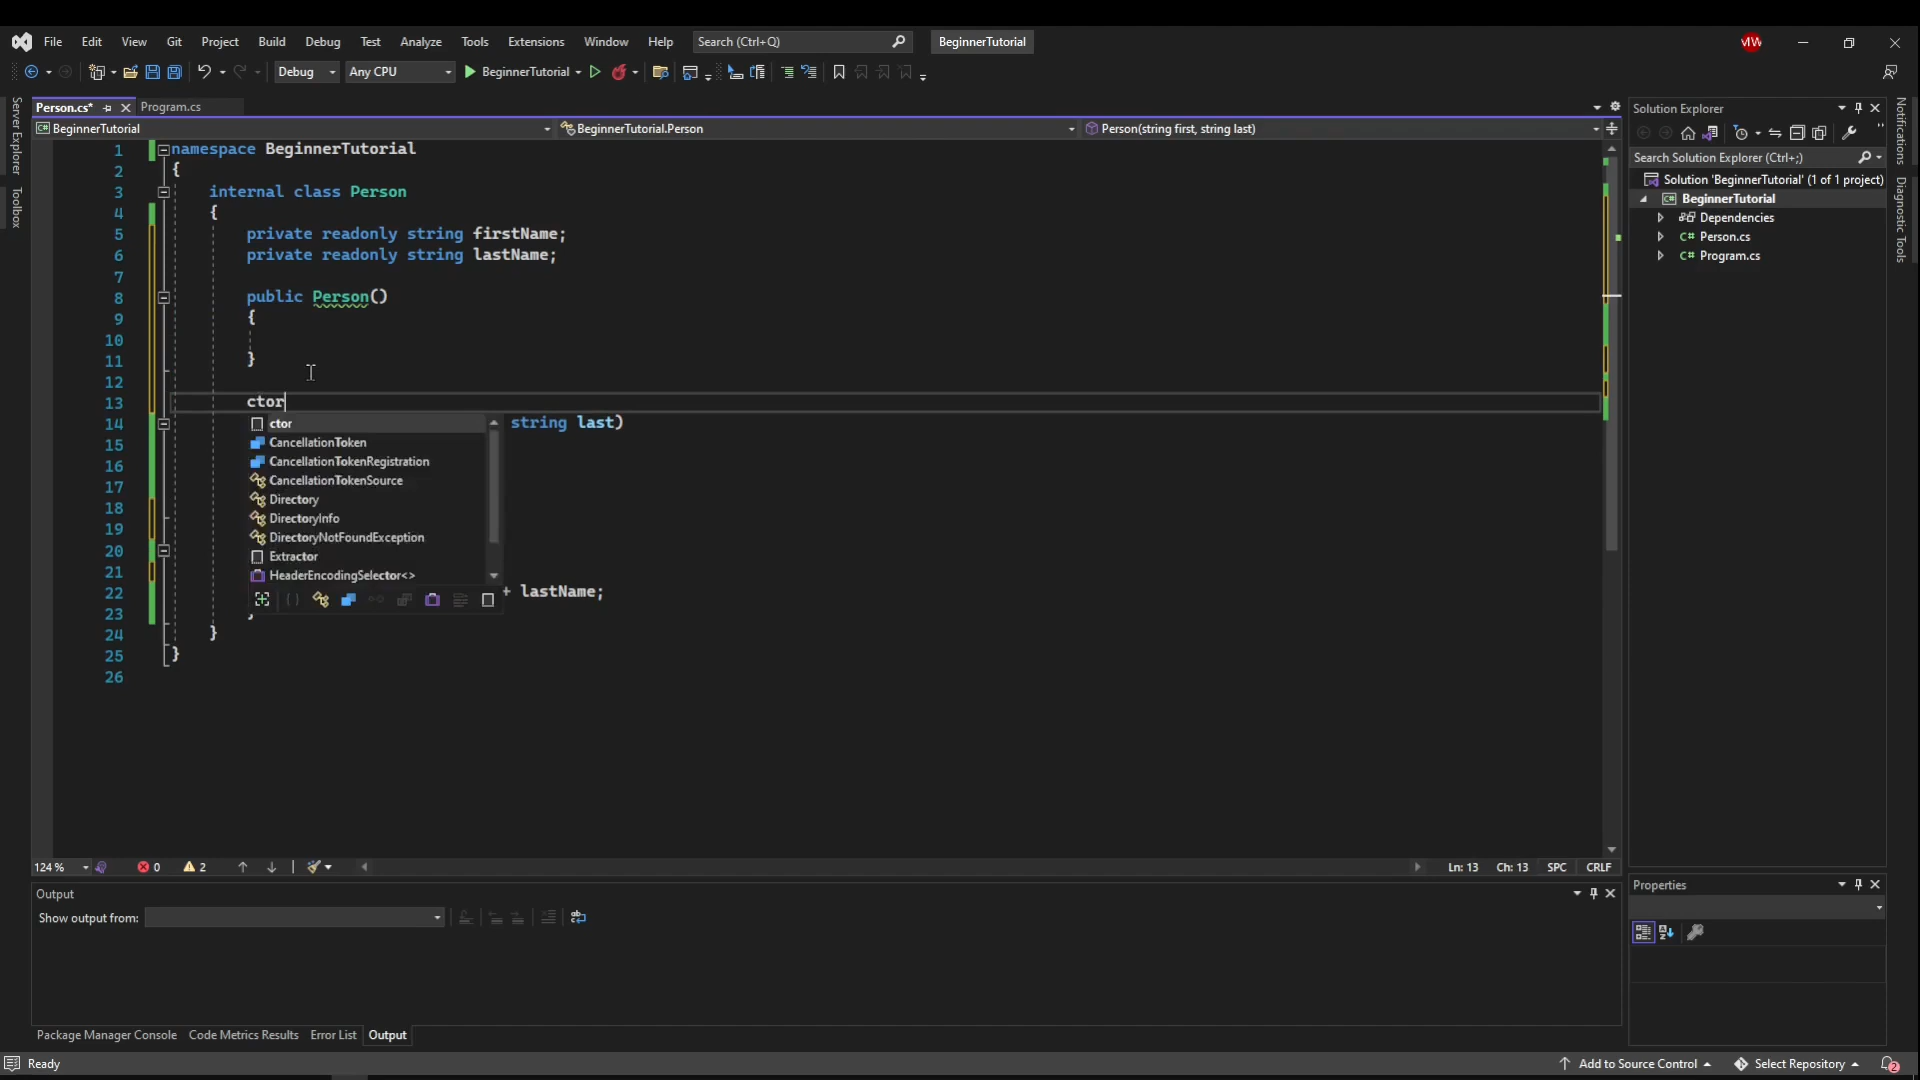 File Edit View Git Project Build Debug Test Analyze Tools Extensions Window Help Search (Ctrl+Q) BeginnerTutorial MW
Debug Any CPU BeginnerTutorial
Server Explorer
Toolbox
Person.cs* Program.cs
BeginnerTutorial BeginnerTutorial.Person Person(string first, string last)
1 namespace BeginnerTutorial
2 {
3 internal class Person
4 {
5 private readonly string firstName;
6 private readonly string lastName;
7
8 public Person()
9 {
10
11 }
12
13 ctor
14 string last)
15
16
17
18
19
20
21
22 + lastName;
23
24 }
25 }
26
ctor
CancellationToken
CancellationTokenRegistration
CancellationTokenSource
Directory
DirectoryInfo
DirectoryNotFoundException
Extractor
HeaderEncodingSelector<>
124 % 0 2 Ln: 13 Ch: 13 SPC CRLF
Output
Show output from:
Package Manager Console Code Metrics Results Error List Output
Solution Explorer
Search Solution Explorer (Ctrl+;)
Solution 'BeginnerTutorial' (1 of 1 project)
C# BeginnerTutorial
Dependencies
C# Person.cs
C# Program.cs
Properties
Notifications
Diagnostic Tools
Ready Add to Source Control Select Repository 2